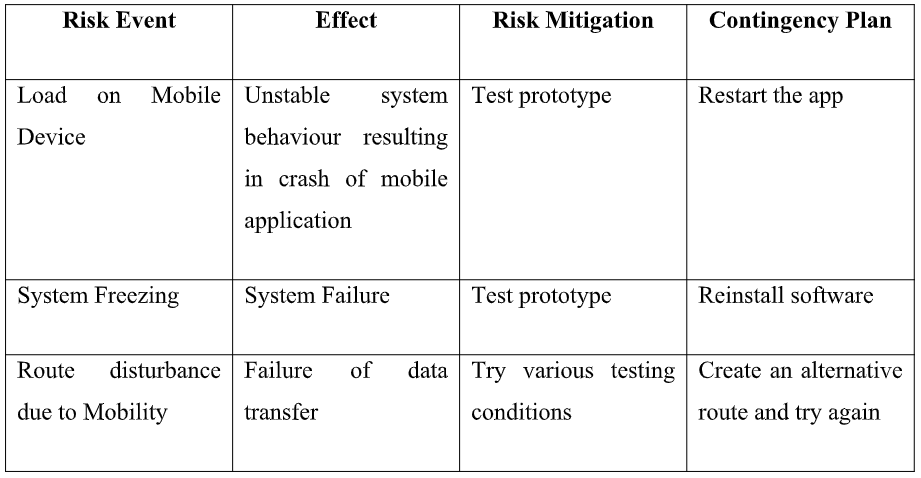 Risk Event Effect Risk Mitigation Contingency Plan
Load on Mobile
Device
Unstable system
behaviour resulting
in crash of mobile
application
Test prototype
Restart the app
System Freezing
System Failure
Test prototype
Reinstall software
Route disturbance
due to Mobility
Failure of data
transfer
Try various testing
conditions
Create an alternative
route and try again